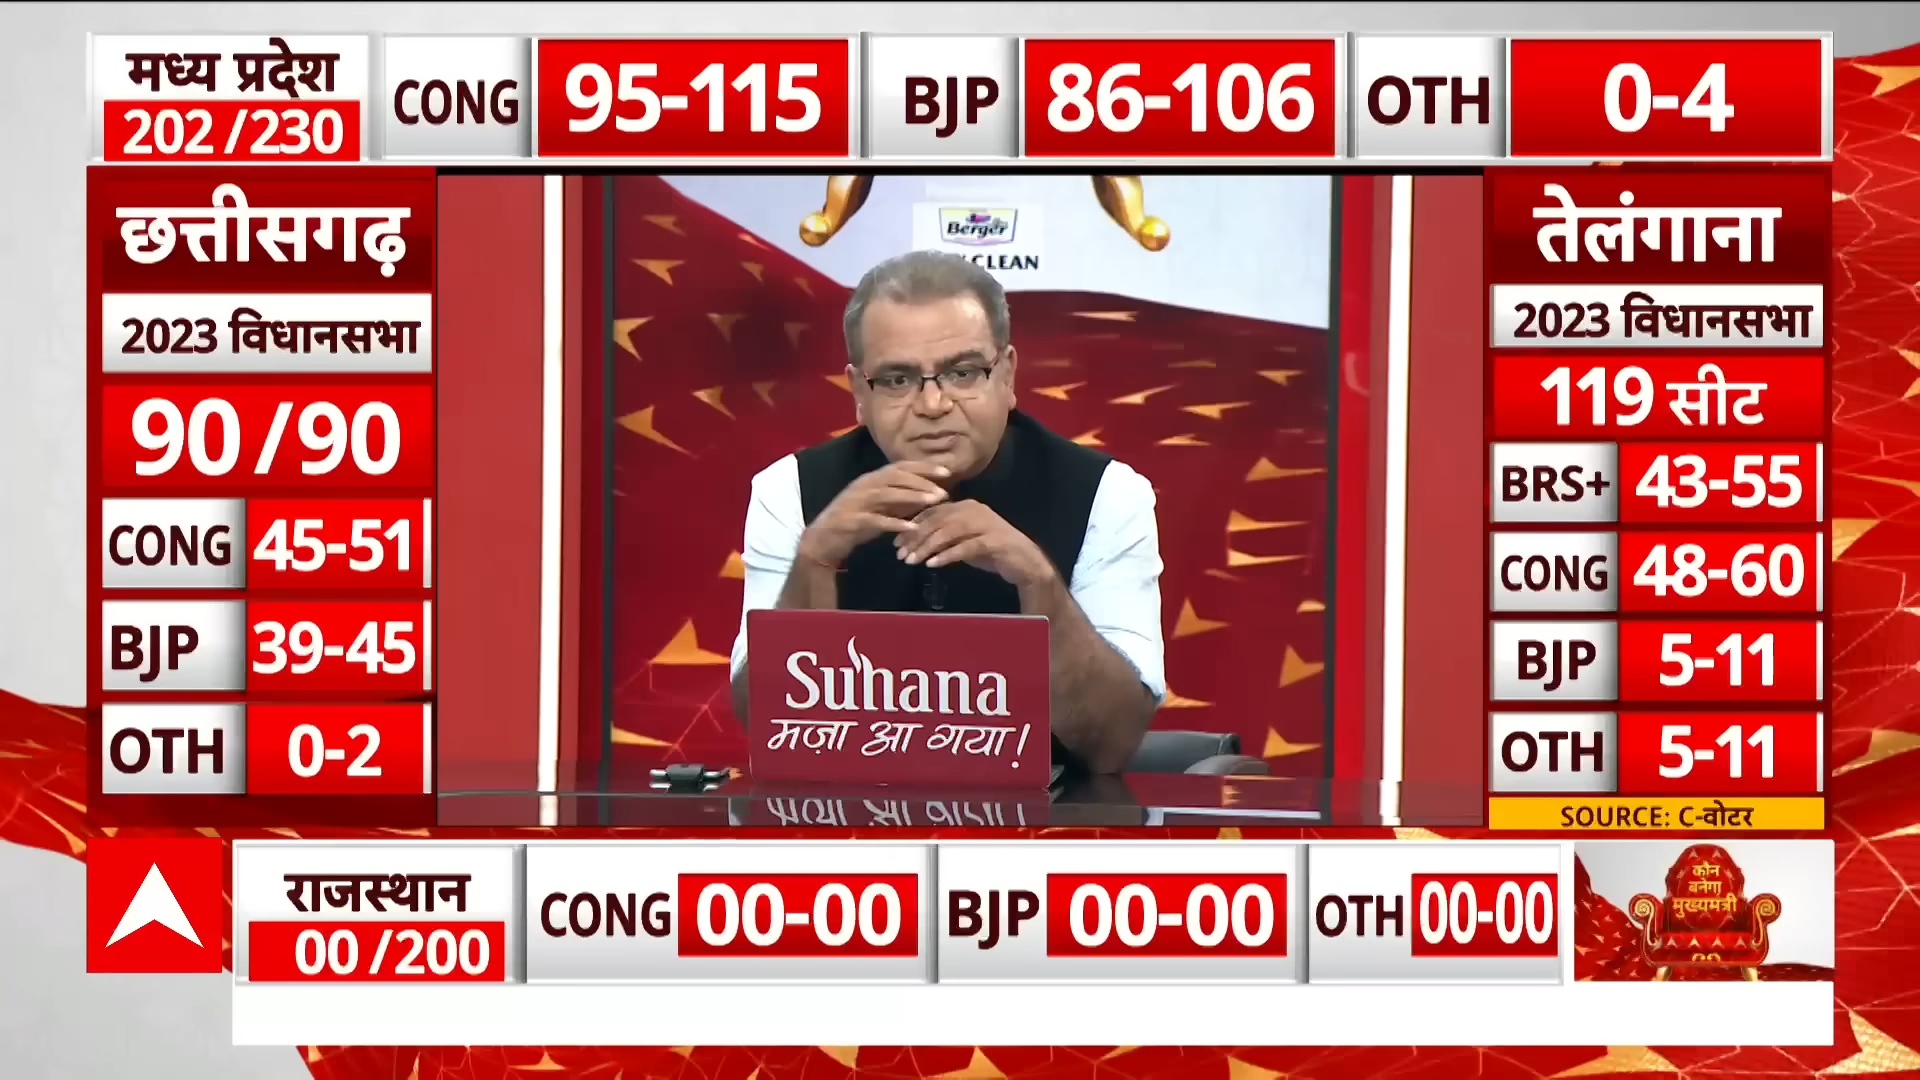 मध्य प्रदेश
202/230
CONG 95-115
BJP 86-106
OTH 0-4
छत्तीसगढ़
2023 विधानसभा
90/90
CONG 45-51
BJP 39-45
OTH 0-2
Berger
CLEAN
Suhana
मज़ा आ गया!
तेलंगाना
2023 विधानसभा
119 सीट
BRS+ 43-55
CONG 48-60
BJP 5-11
OTH 5-11
SOURCE: C-वोटर
राजस्थान
00/200
CONG 00-00
BJP 00-00
OTH 00-00
कौन
बनेगा
मुख्यमंत्री